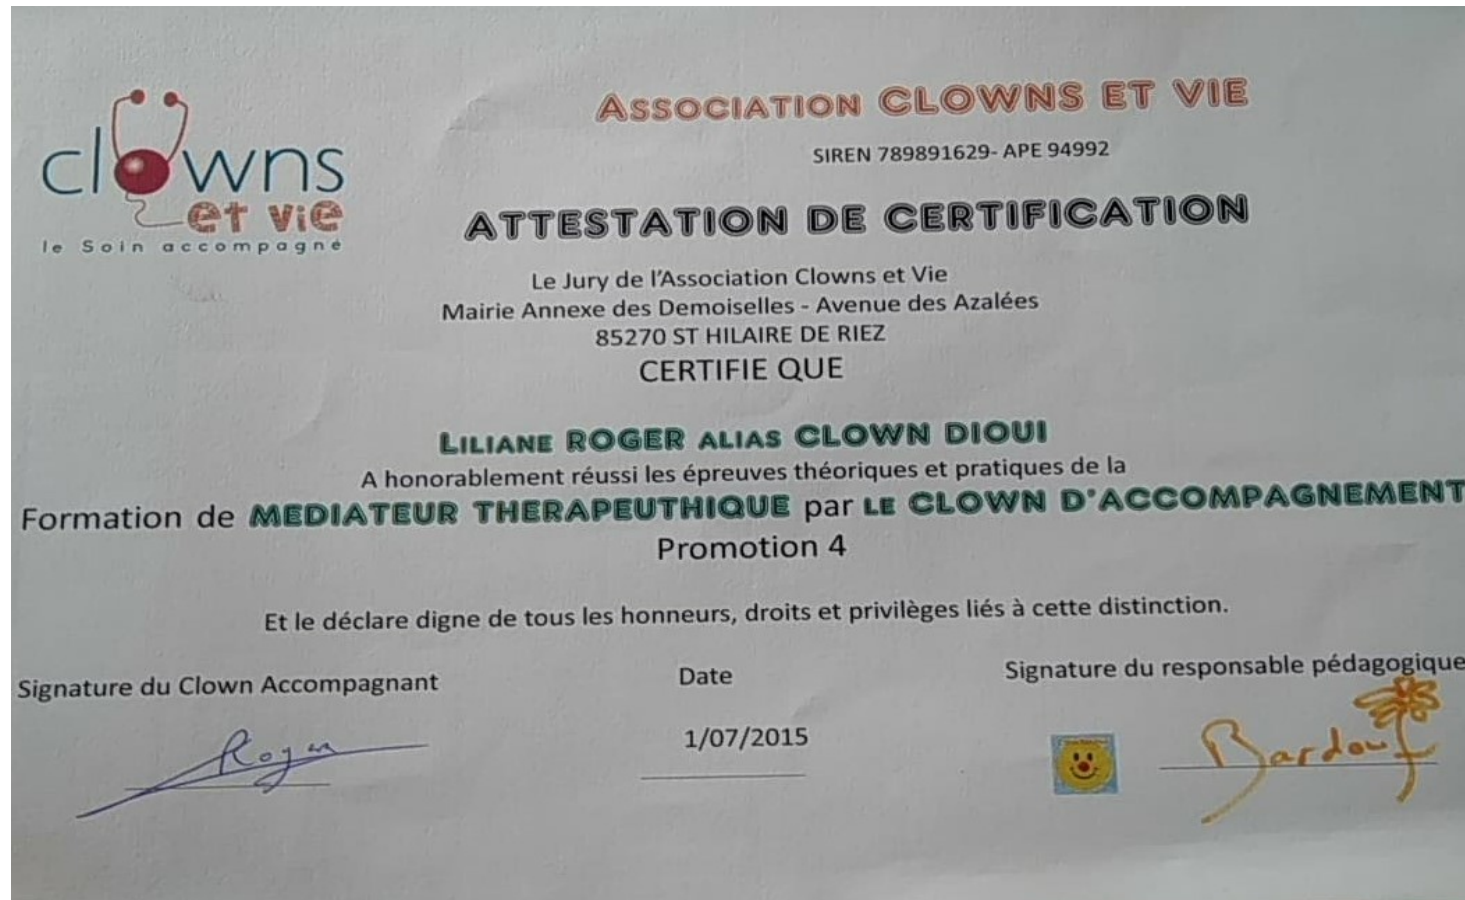 clowns
et vie
le Soin accompagné
ASSOCIATION CLOWNS ET VIE
SIREN 789891629- APE 94992
ATTESTATION DE CERTIFICATION
Le Jury de l'Association Clowns et Vie
Mairie Annexe des Demoiselles - Avenue des Azalées
85270 ST HILAIRE DE RIEZ
CERTIFIE QUE
LILIANE ROGER ALIAS CLOWN DIOUI
A honorablement réussi les épreuves théoriques et pratiques de la
Formation de MEDIATEUR THERAPEUTHIQUE par LE CLOWN D'ACCOMPAGNEMENT
Promotion 4
Et le déclare digne de tous les honneurs, droits et privilèges liés à cette distinction.
Signature du Clown Accompagnant
Date
Signature du responsable pédagogique
Roger
1/07/2015
Bardouf